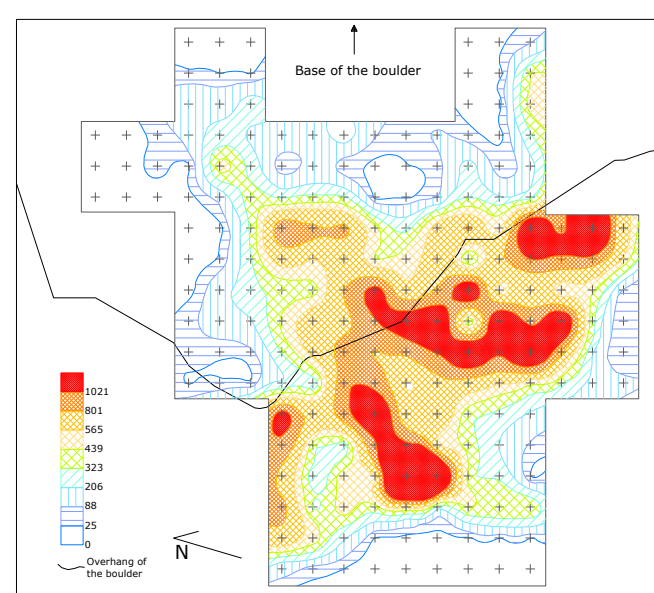 Base of the boulder
1021
801
565
439
323
206
88
25
0
Overhang of
the boulder
N